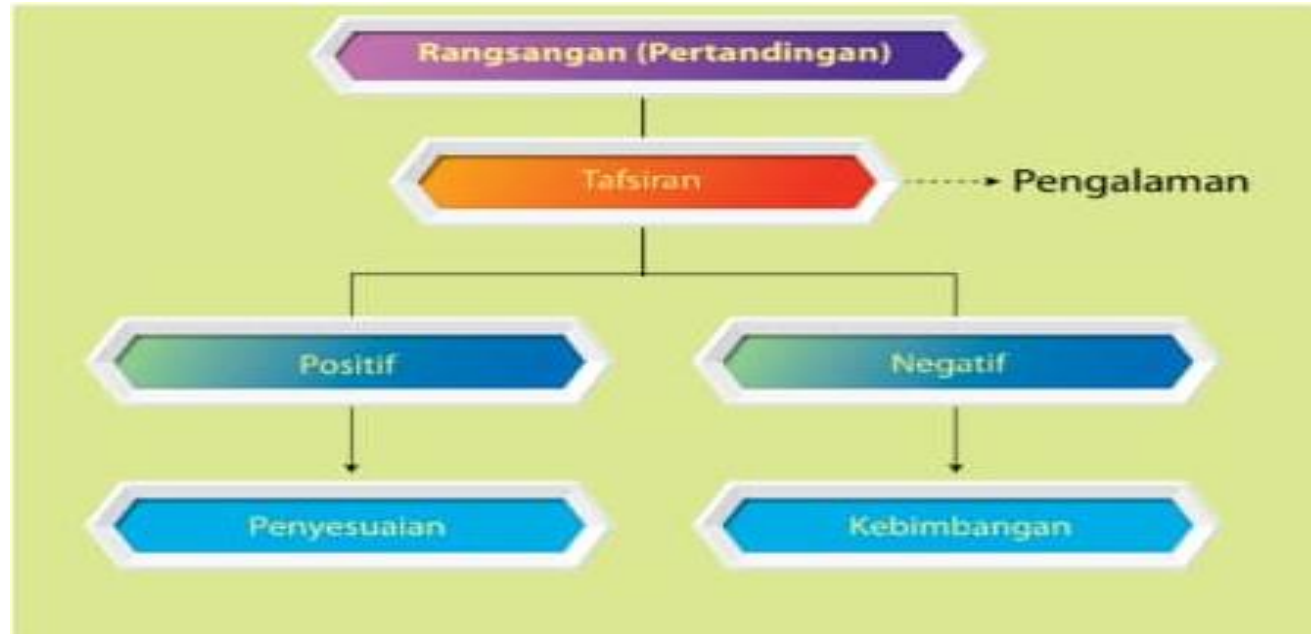 Rangsangan (Pertandingan)
Tafsiran
Pengalaman
Positif
Negatif
Penyesuaian
Kebimbangan